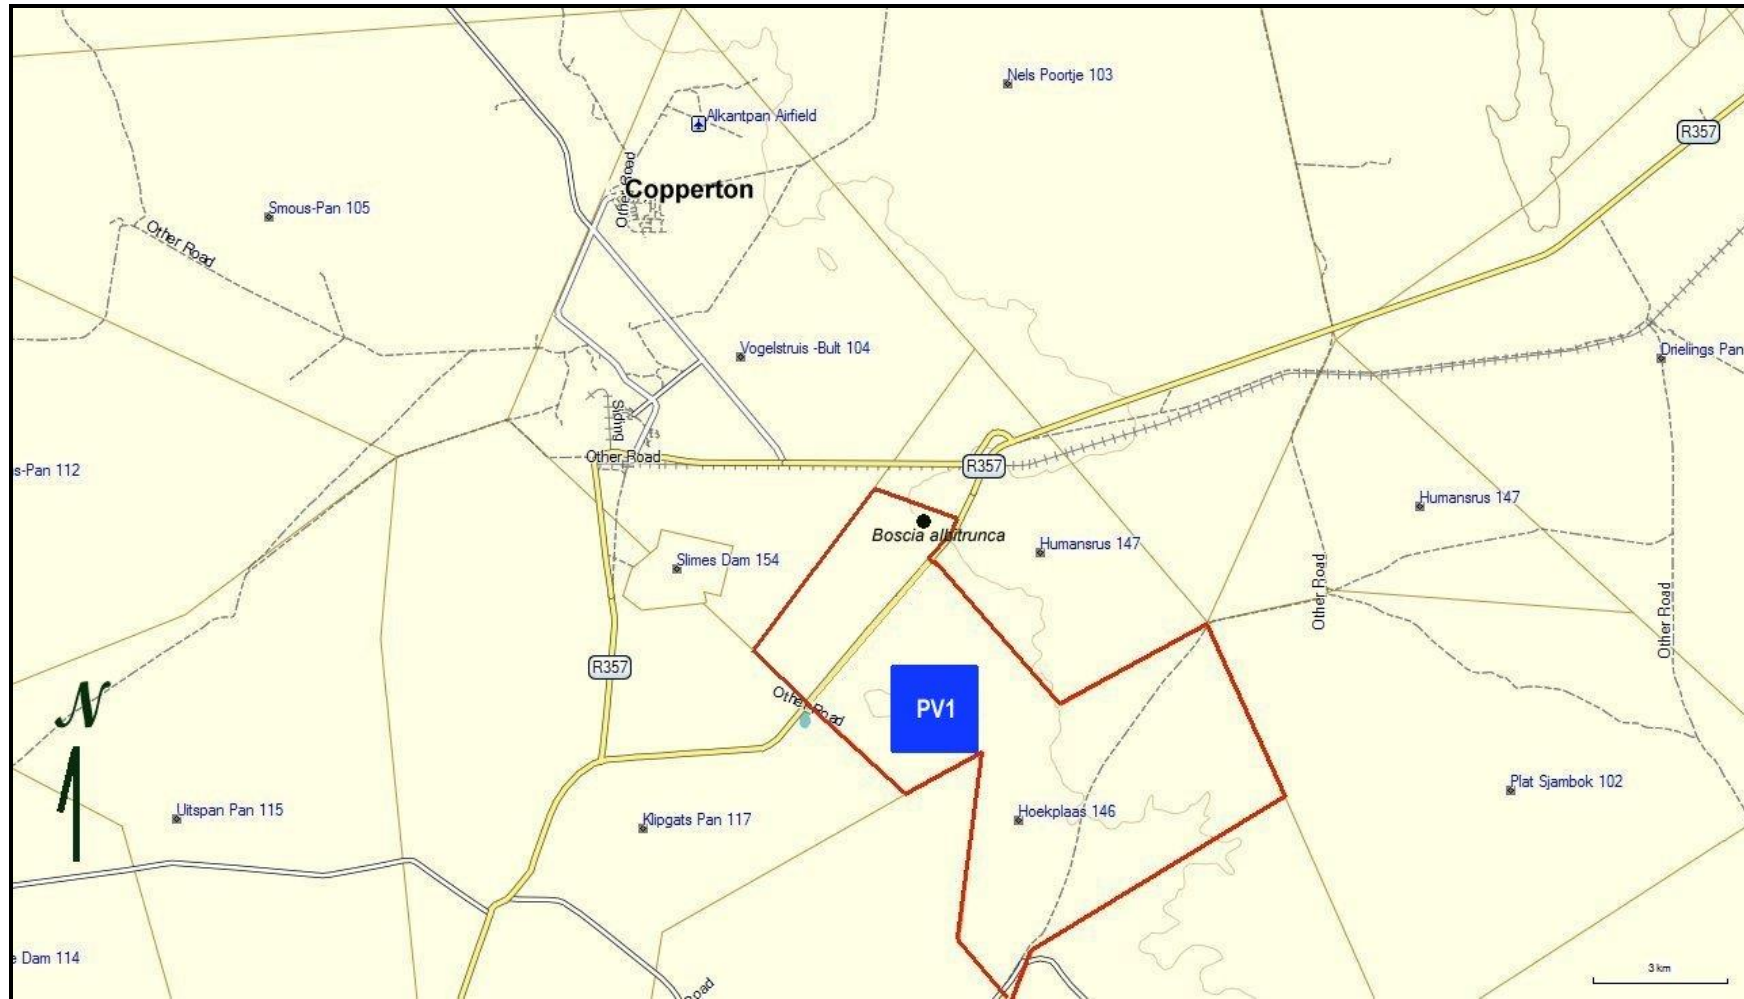 Nels Poortje 103
Alkantpan Airfield
R357
Other Road
Copperton
Smous-Pan 105
Other Road
Vogelstruis -Bult 104
Drielings Pan
Siding
Other Road
R357
s-Pan 112
Humansrus 147
Boscia albitrunca
Humansrus 147
Slimes Dam 154
Other Road
Other Road
R357
N
Other Road
PV1
Uitspan Pan 115
Klipgats Pan 117
Hoekplaas 146
Plat Sjambok 102
e Dam 114
3 km
oad